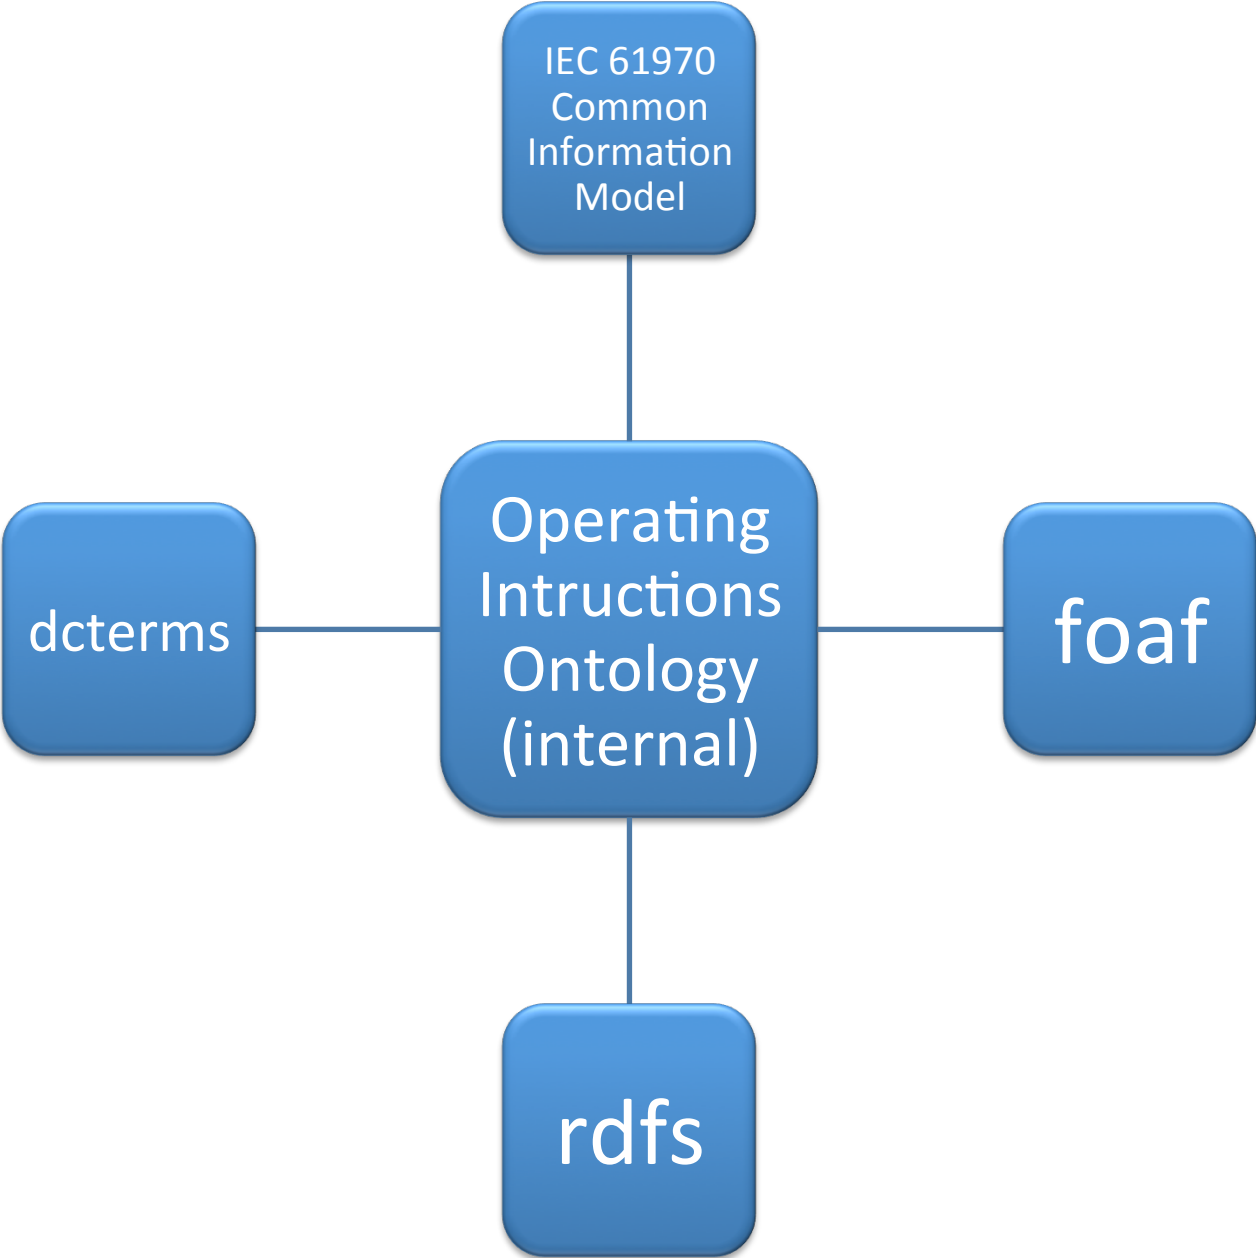 IEC 61970
Common
Information
Model
Operating
Intructions
Ontology
(internal)
dcterms
foaf
rdfs